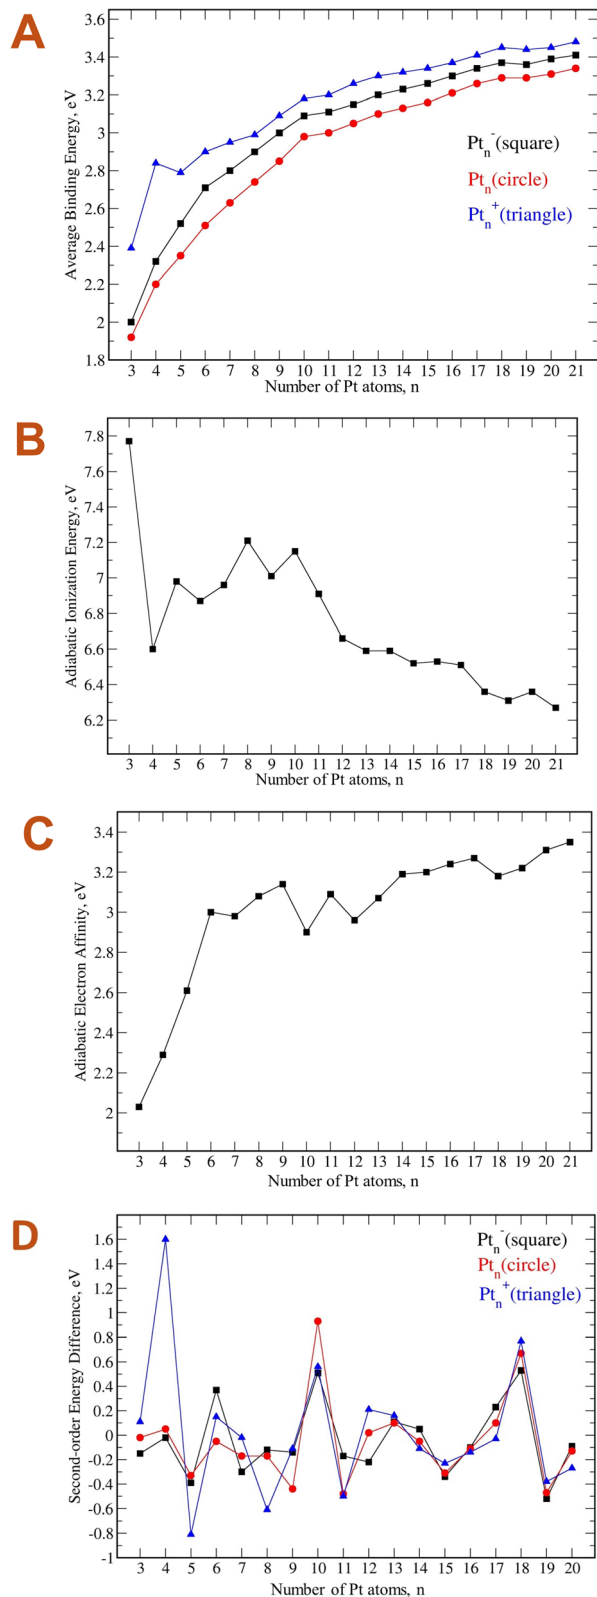 A
3.6
3.4
3.2
3
2.8
2.6
2.4
2.2
2
1.8
Average Binding Energy, eV
Ptn-(square)
Ptn(circle)
Ptn+(triangle)
3 4 5 6 7 8 9 10 11 12 13 14 15 16 17 18 19 20 21
Number of Pt atoms, n
B
7.8
7.6
7.4
7.2
7
6.8
6.6
6.4
6.2
Adiabatic Ionization Energy, eV
3 4 5 6 7 8 9 10 11 12 13 14 15 16 17 18 19 20 21
Number of Pt atoms, n
C
3.4
3.2
3
2.8
2.6
2.4
2.2
2
Adiabatic Electron Affinity, eV
3 4 5 6 7 8 9 10 11 12 13 14 15 16 17 18 19 20 21
Number of Pt atoms, n
D
1.6
1.4
1.2
1
0.8
0.6
0.4
0.2
0
-0.2
-0.4
-0.6
-0.8
-1
Second-order Energy Difference, eV
Ptn-(square)
Ptn(circle)
Ptn+(triangle)
3 4 5 6 7 8 9 10 11 12 13 14 15 16 17 18 19 20
Number of Pt atoms, n